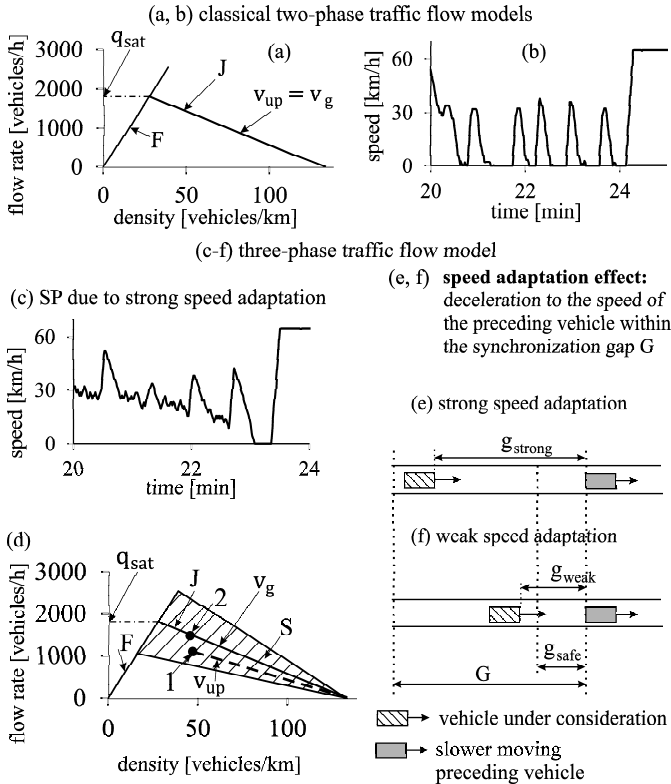 (a, b) classical two-phase traffic flow models
flow rate [vehicles/h]
3000
2000
1000
0
q_sat
(a)
J
v_up = v_g
F
0 50 100
density [vehicles/km]
speed [km/h]
60
30
0
(b)
20 22 24
time [min]
(c-f) three-phase traffic flow model
(c) SP due to strong speed adaptation
speed [km/h]
60
30
0
20 22 24
time [min]
(e, f) speed adaptation effect:
deceleration to the speed of
the preceding vehicle within
the synchronization gap G
(e) strong speed adaptation
g_strong
(f) weak speed adaptation
g_weak
g_safe
G
vehicle under consideration
slower moving
preceding vehicle
(d)
flow rate [vehicles/h]
3000
2000
1000
0
q_sat
J
2
v_g
S
F
1
v_up
0 50 100
density [vehicles/km]